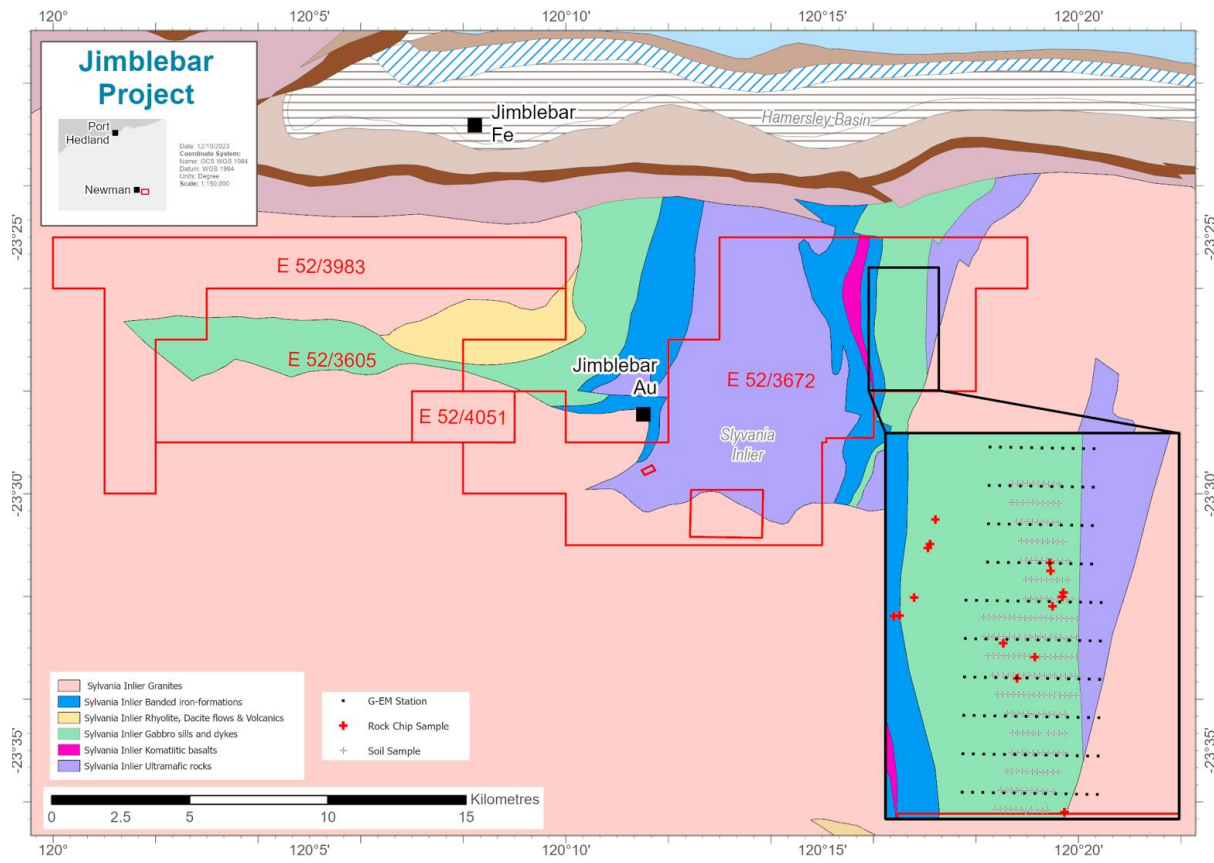 120°
120°5'
120°10'
120°15'
120°20'
Jimblebar
Project
Port
Hedland
Newman
Date: 12/10/2023
Coordinate System:
Name: GCS WGS 1984
Datum: WGS 1984
Units: Degree
Scale: 1:150,000
Jimblebar
Fe
Hamersley Basin
-23°25'
-23°25'
E 52/3983
E 52/3605
Jimblebar
Au
E 52/3672
E 52/4051
Slyvania
Inlier
-23°30'
-23°30'
-23°35'
-23°35'
Sylvania Inlier Granites
Sylvania Inlier Banded iron-formations
Sylvania Inlier Rhyolite, Dacite flows & Volcanics
Sylvania Inlier Gabbro sills and dykes
Sylvania Inlier Komatiitic basalts
Sylvania Inlier Ultramafic rocks
G-EM Station
Rock Chip Sample
Soil Sample
Kilometres
0 2.5 5 10 15
120°
120°5'
120°10'
120°15'
120°20'